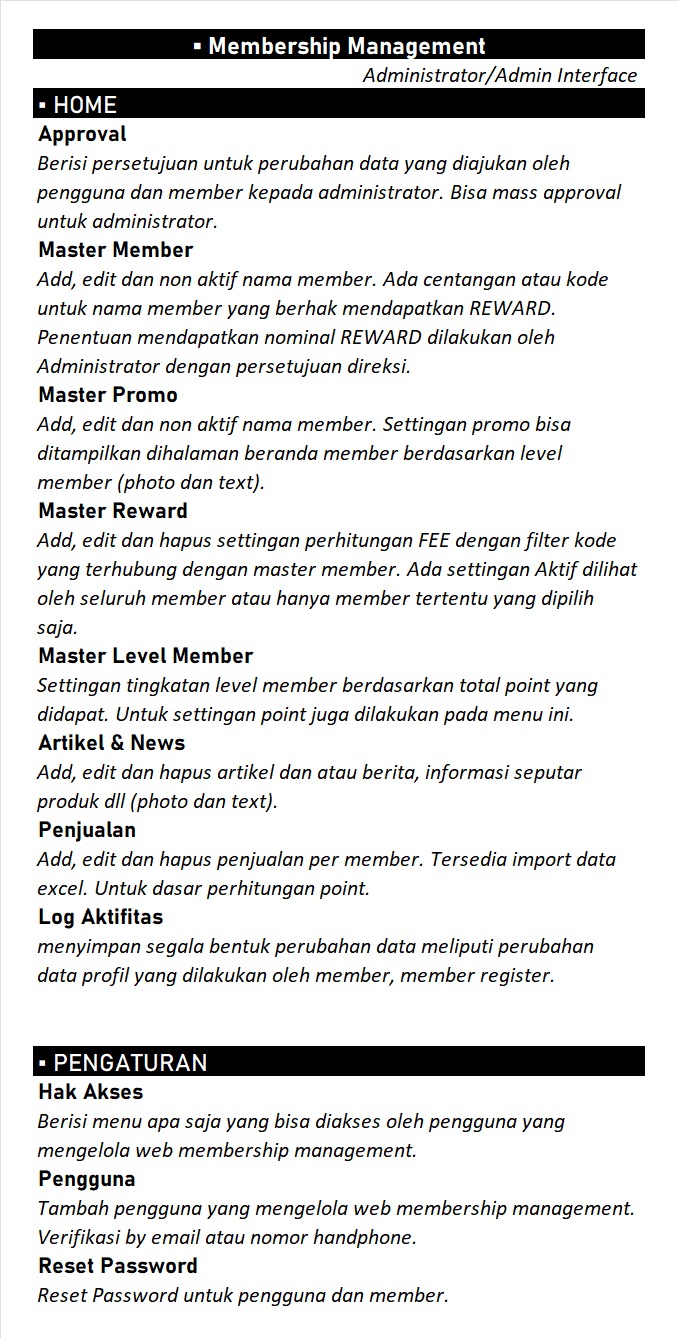 ▪ Membership Management
Administrator/Admin Interface
▪ HOME
Approval
Berisi persetujuan untuk perubahan data yang diajukan oleh
pengguna dan member kepada administrator. Bisa mass approval
untuk administrator.
Master Member
Add, edit dan non aktif nama member. Ada centangan atau kode
untuk nama member yang berhak mendapatkan REWARD.
Penentuan mendapatkan nominal REWARD dilakukan oleh
Administrator dengan persetujuan direksi.
Master Promo
Add, edit dan non aktif nama member. Settingan promo bisa
ditampilkan dihalaman beranda member berdasarkan level
member (photo dan text).
Master Reward
Add, edit dan hapus settingan perhitungan FEE dengan filter kode
yang terhubung dengan master member. Ada settingan Aktif dilihat
oleh seluruh member atau hanya member tertentu yang dipilih
saja.
Master Level Member
Settingan tingkatan level member berdasarkan total point yang
didapat. Untuk settingan point juga dilakukan pada menu ini.
Artikel & News
Add, edit dan hapus artikel dan atau berita, informasi seputar
produk dll (photo dan text).
Penjualan
Add, edit dan hapus penjualan per member. Tersedia import data
excel. Untuk dasar perhitungan point.
Log Aktifitas
menyimpan segala bentuk perubahan data meliputi perubahan
data profil yang dilakukan oleh member, member register.
▪ PENGATURAN
Hak Akses
Berisi menu apa saja yang bisa diakses oleh pengguna yang
mengelola web membership management.
Pengguna
Tambah pengguna yang mengelola web membership management.
Verifikasi by email atau nomor handphone.
Reset Password
Reset Password untuk pengguna dan member.